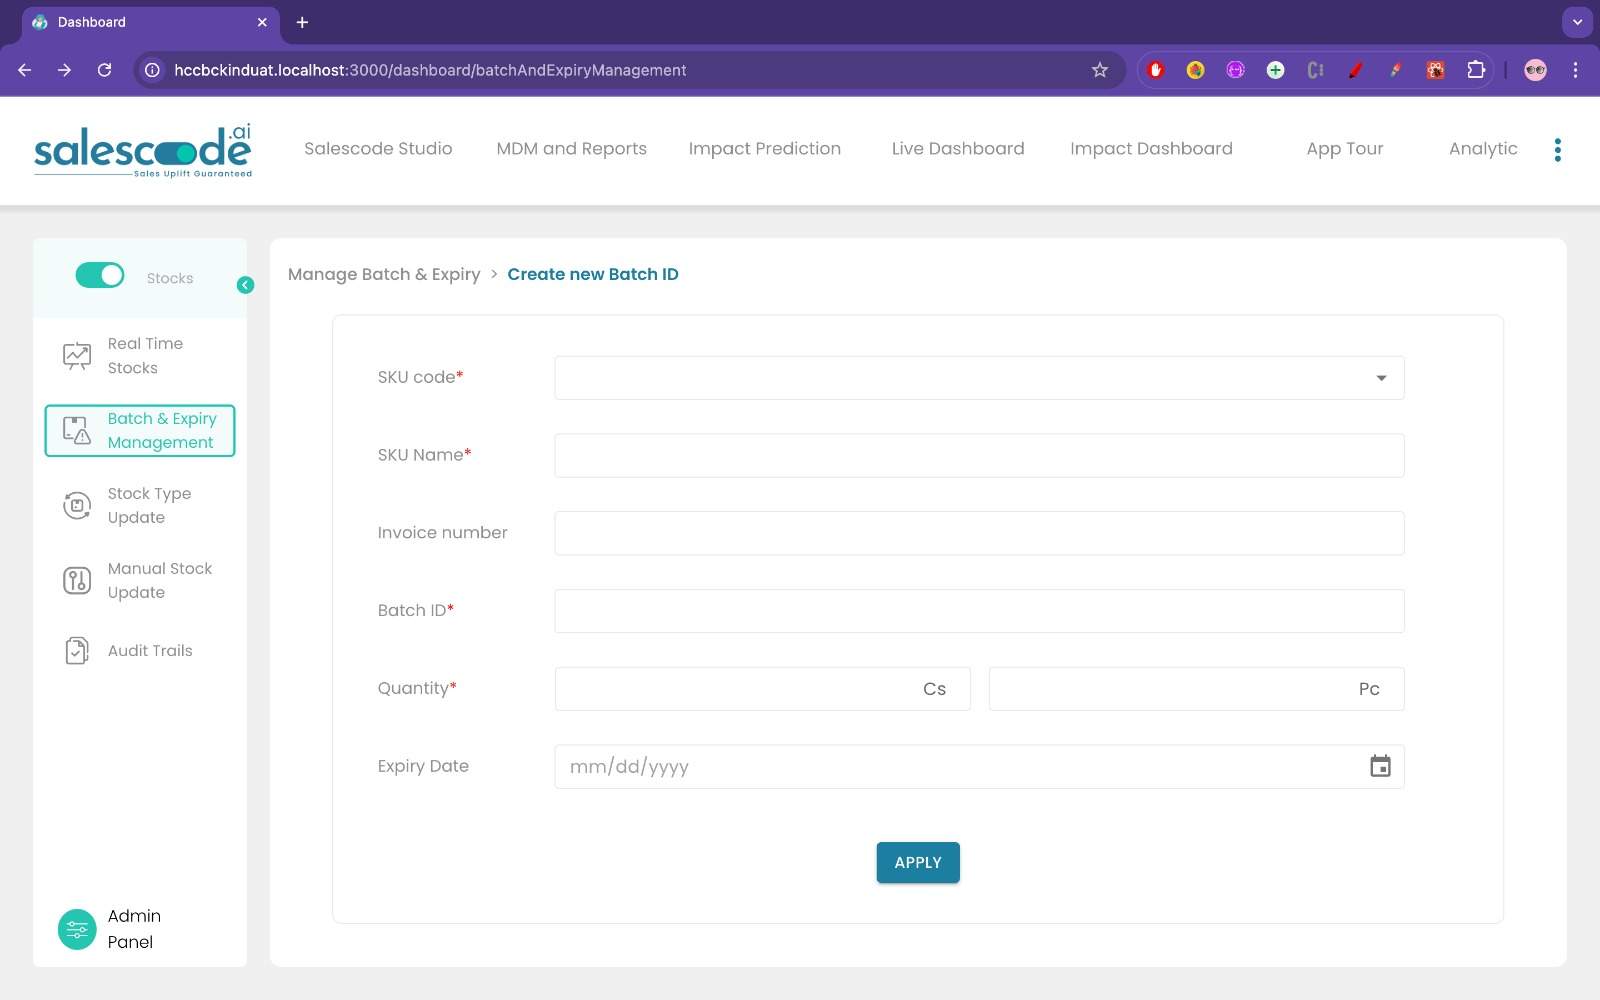 Dashboard
hccbckinduat.localhost:3000/dashboard/batchAndExpiryManagement
salescode.ai
Sales Uplift Guaranteed
Salescode Studio
MDM and Reports
Impact Prediction
Live Dashboard
Impact Dashboard
App Tour
Analytic
Stocks
Real Time
Stocks
Batch & Expiry
Management
Stock Type
Update
Manual Stock
Update
Audit Trails
Admin
Panel
Manage Batch & Expiry > Create new Batch ID
SKU code*
SKU Name*
Invoice number
Batch ID*
Quantity* Cs Pc
Expiry Date mm/dd/yyyy
APPLY